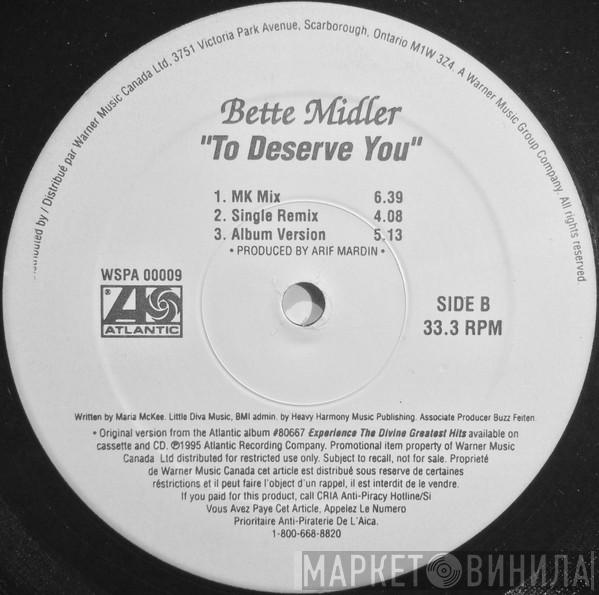 Distribué par Warner Music Canada Ltd, 3751 Victoria Park Avenue, Scarborough, Ontario M1W 3Z4. A Warner Music Group Company. All rights reserved.
Bette Midler
"To Deserve You"
1. MK Mix 6.39
2. Single Remix 4.08
3. Album Version 5.13
• PRODUCED BY ARIF MARDIN •
WSPA 00009
ATLANTIC
SIDE B
33.3 RPM
Written by Maria McKee. Little Diva Music, BMI admin. by Heavy Harmony Music Publishing. Associate Producer Buzz Feiten.
• Original version from the Atlantic album #80667 Experience The Divine Greatest Hits available on
cassette and CD. ℗1995 Atlantic Recording Company. Promotional item property of Warner Music
Canada Ltd distributed for restricted use only. Subject to recall, not for sale. Proprieté
de Warner Music Canada cet article est distribué sous reserve de certaines
réstrictions et il peut faire l'object d'un rappel, il est interdit de le vendre.
If you paid for this product, call CRIA Anti-Piracy Hotline/Si
Vous Avez Paye Cet Article, Appelez Le Numero
Prioritaire Anti-Piraterie De L'Aica.
1-800-668-8820
МАРКЕТ ВИНИЛА